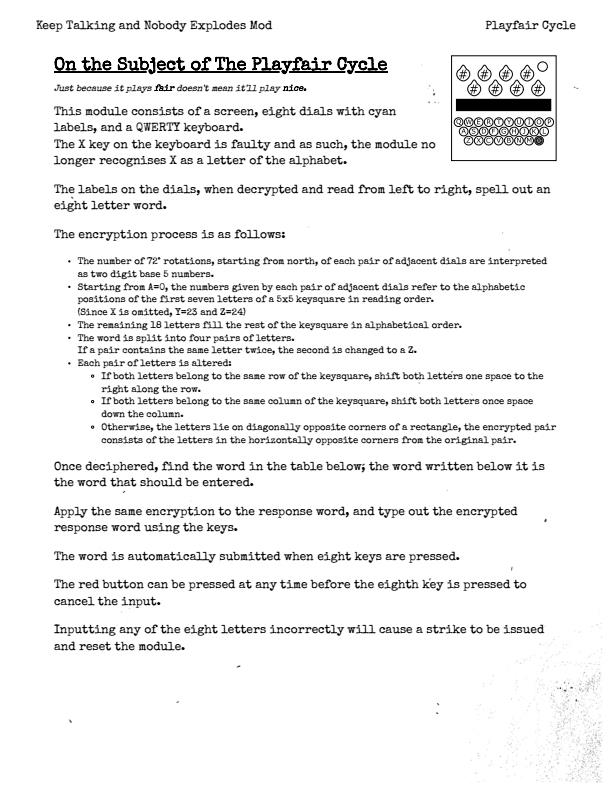 Keep Talking and Nobody Explodes Mod
Playfair Cycle
On the Subject of The Playfair Cycle
Just because it plays fair doesn't mean it'll play nice.
# # # #
# # # #
Q W E R T Y U I O P
A S D F G H J K L
Z X C V B N M
This module consists of a screen, eight dials with cyan
labels, and a QWERTY keyboard.
The X key on the keyboard is faulty and as such, the module no
longer recognises X as a letter of the alphabet.
The labels on the dials, when decrypted and read from left to right, spell out an
eight letter word.
The encryption process is as follows:
• The number of 72° rotations, starting from north, of each pair of adjacent dials are interpreted
as two digit base 5 numbers.
• Starting from A=0, the numbers given by each pair of adjacent dials refer to the alphabetic
positions of the first seven letters of a 5x5 keysquare in reading order.
(Since X is omitted, Y=23 and Z=24)
• The remaining 18 letters fill the rest of the keysquare in alphabetical order.
• The word is split into four pairs of letters.
If a pair contains the same letter twice, the second is changed to a Z.
• Each pair of letters is altered:
∘ If both letters belong to the same row of the keysquare, shift both letters one space to the
right along the row.
∘ If both letters belong to the same column of the keysquare, shift both letters once space
down the column.
∘ Otherwise, the letters lie on diagonally opposite corners of a rectangle, the encrypted pair
consists of the letters in the horizontally opposite corners from the original pair.
Once deciphered, find the word in the table below; the word written below it is
the word that should be entered.
Apply the same encryption to the response word, and type out the encrypted
response word using the keys.
The word is automatically submitted when eight keys are pressed.
The red button can be pressed at any time before the eighth key is pressed to
cancel the input.
Inputting any of the eight letters incorrectly will cause a strike to be issued
and reset the module.